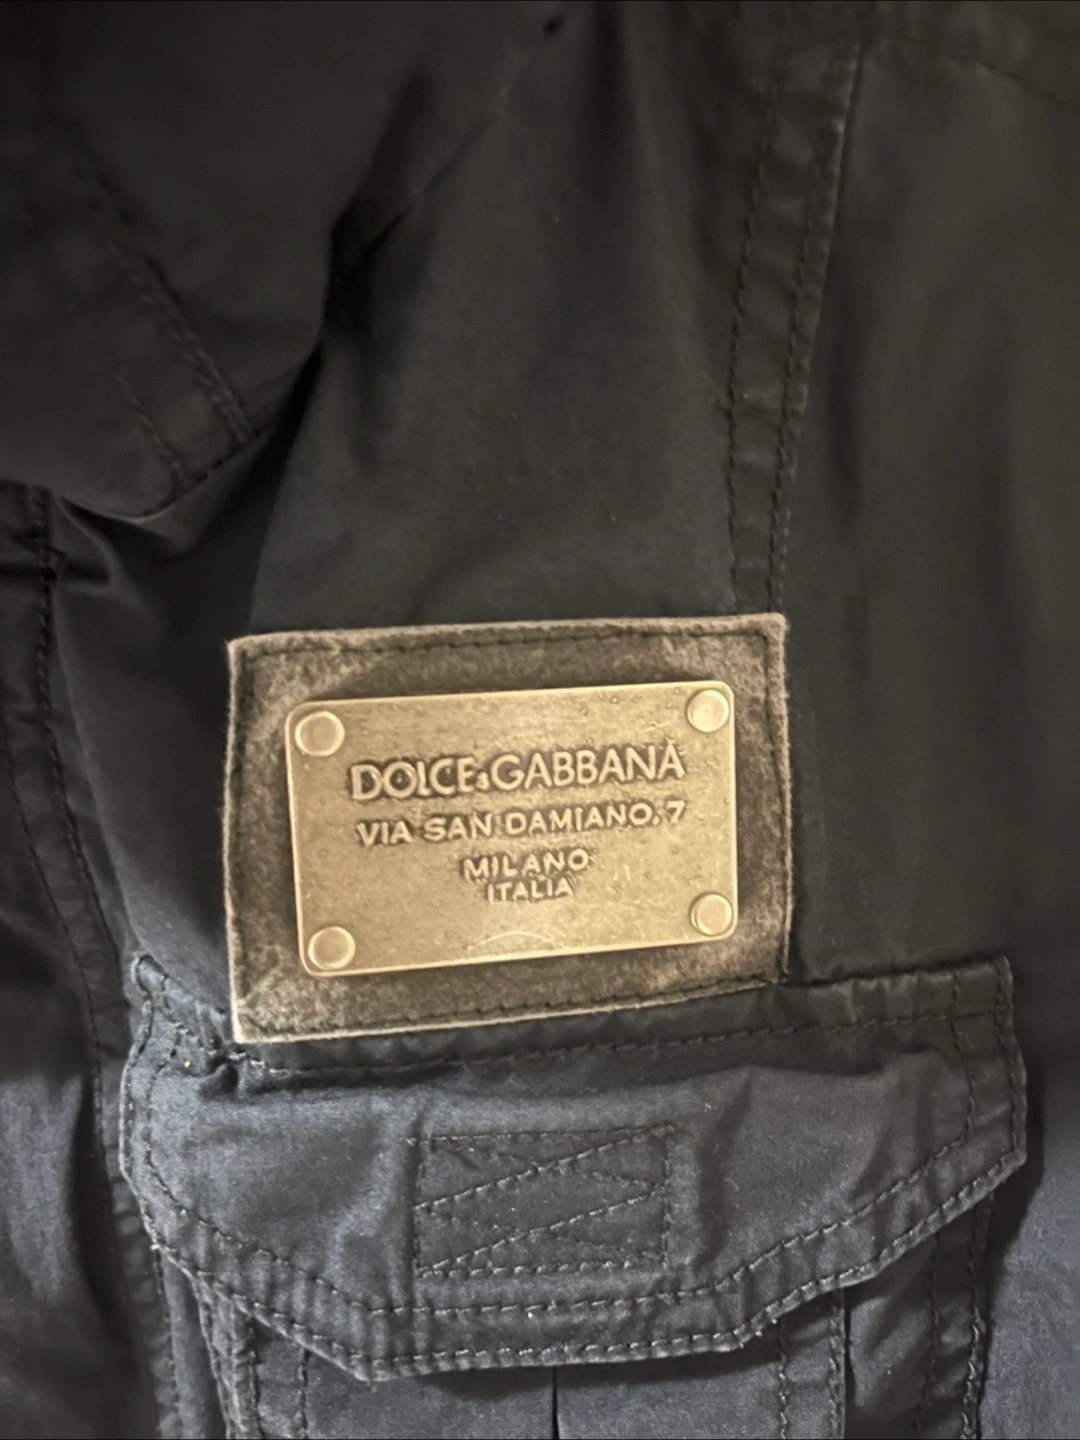 DOLCE&GABBANA
VIA SAN DAMIANO, 7
MILANO
ITALIA